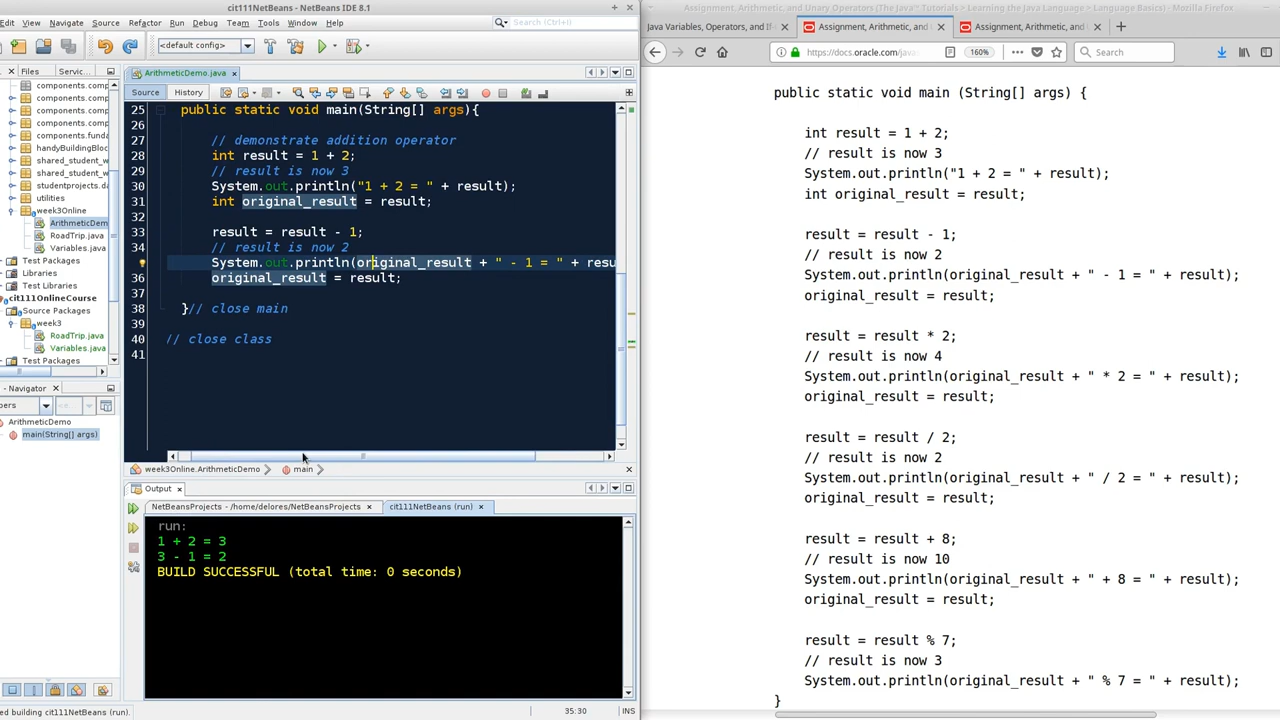 cit111NetBeans - NetBeans IDE 8.1
Edit View Navigate Source Refactor Run Debug Team Tools Window Help
Search (Ctrl+I)
<default config>
Files Servic...
components.comp
components.comp
components.comp
components.comp
components.funda
handyBuildingBloc
shared_student_w
shared_student_w
studentprojects.da
utilities
week3Online
ArithmeticDem
RoadTrip.java
Variables.java
Test Packages
Libraries
Test Libraries
cit111OnlineCourse
Source Packages
week3
RoadTrip.java
Variables.java
Test Packages
Navigator
ArithmeticDemo
main(String[] args)
ArithmeticDemo.java
Source History
25 public static void main(String[] args){
26
27 // demonstrate addition operator
28 int result = 1 + 2;
29 // result is now 3
30 System.out.println("1 + 2 = " + result);
31 int original_result = result;
32
33 result = result - 1;
34 // result is now 2
System.out.println(original_result + " - 1 = " + resu
36 original_result = result;
37
38 }// close main
39
40 // close class
41
week3Online.ArithmeticDemo main
Output
NetBeansProjects - /home/delores/NetBeansProjects cit111NetBeans (run)
run:
1 + 2 = 3
3 - 1 = 2
BUILD SUCCESSFUL (total time: 0 seconds)
ed building cit111NetBeans (run). 35:30 INS
Assignment, Arithmetic, and Unary Operators (The Java™ Tutorials > Learning the Java Language > Language Basics) - Mozilla Firefox
Java Variables, Operators, and If- Assignment, Arithmetic, and Assignment, Arithmetic, and U
https://docs.oracle.com/java 160% Search
public static void main (String[] args) {
int result = 1 + 2;
// result is now 3
System.out.println("1 + 2 = " + result);
int original_result = result;
result = result - 1;
// result is now 2
System.out.println(original_result + " - 1 = " + result);
original_result = result;
result = result * 2;
// result is now 4
System.out.println(original_result + " * 2 = " + result);
original_result = result;
result = result / 2;
// result is now 2
System.out.println(original_result + " / 2 = " + result);
original_result = result;
result = result + 8;
// result is now 10
System.out.println(original_result + " + 8 = " + result);
original_result = result;
result = result % 7;
// result is now 3
System.out.println(original_result + " % 7 = " + result);
}